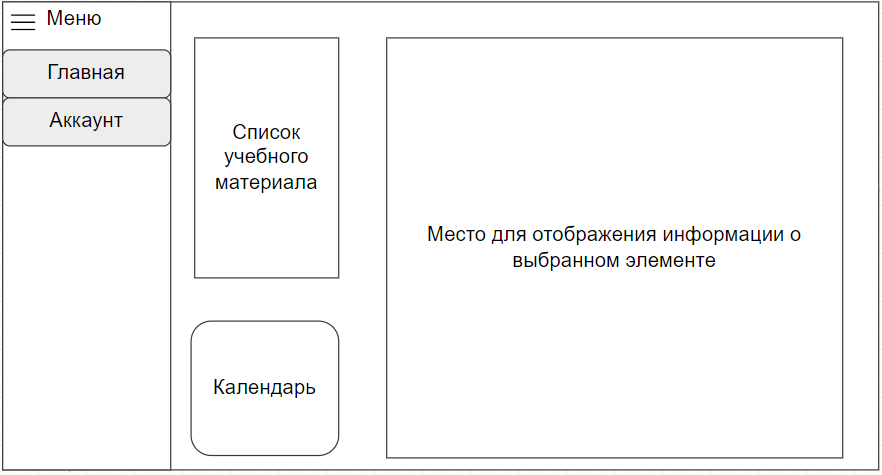 Меню
Главная
Аккаунт
Список
учебного
материала
Календарь
Место для отображения информации о
выбранном элементе